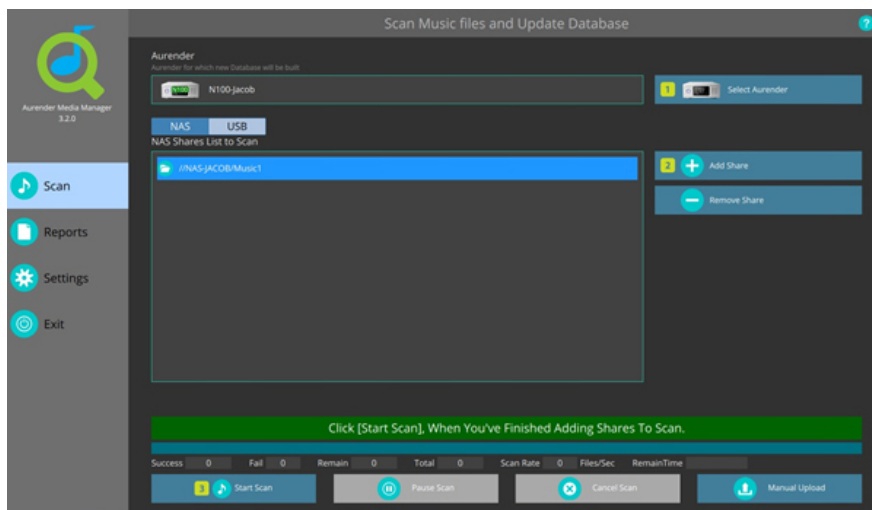 Scan Music files and Update Database
?
Aurender
Aurender for which new Database will be built
N100
N100-Jacob
1 Select Aurender
Aurender Media Manager
3.2.0
NAS USB
NAS Shares List to Scan
//NAS-JACOB/Music1
2 Add Share
Remove Share
Scan
Reports
Settings
Exit
Click [Start Scan], When You've Finished Adding Shares To Scan.
Success 0 Fail 0 Remain 0 Total 0 Scan Rate 0 Files/Sec RemainTime
3 Start Scan Pause Scan Cancel Scan Manual Upload